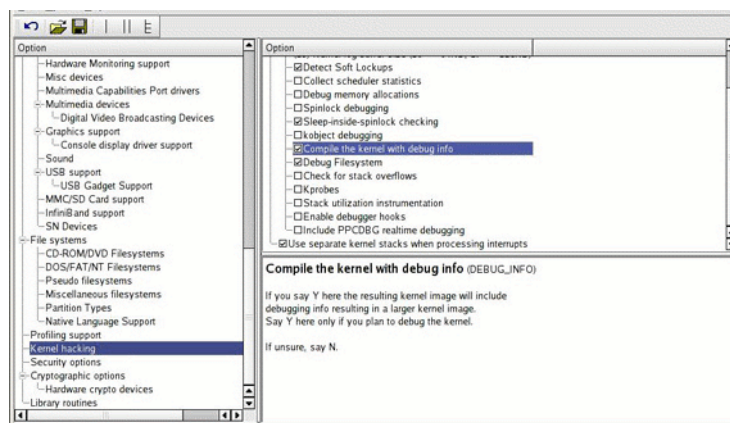 Option
Hardware Monitoring support
Misc devices
Multimedia Capabilities Port drivers
Multimedia devices
Digital Video Broadcasting Devices
Graphics support
Console display driver support
Sound
USB support
USB Gadget Support
MMC/SD Card support
InfiniBand support
SN Devices
File systems
CD-ROM/DVD Filesystems
DOS/FAT/NT Filesystems
Pseudo filesystems
Miscellaneous filesystems
Partition Types
Native Language Support
Profiling support
Kernel hacking
Security options
Cryptographic options
Hardware crypto devices
Library routines
Option
Detect Soft Lockups
Collect scheduler statistics
Debug memory allocations
Spinlock debugging
Sleep-inside-spinlock checking
kobject debugging
Compile the kernel with debug info
Debug Filesystem
Check for stack overflows
Kprobes
Stack utilization instrumentation
Enable debugger hooks
Include PPCDBG realtime debugging
Use separate kernel stacks when processing interrupts
Compile the kernel with debug info (DEBUG_INFO)
If you say Y here the resulting kernel image will include
debugging info resulting in a larger kernel image.
Say Y here only if you plan to debug the kernel.
If unsure, say N.